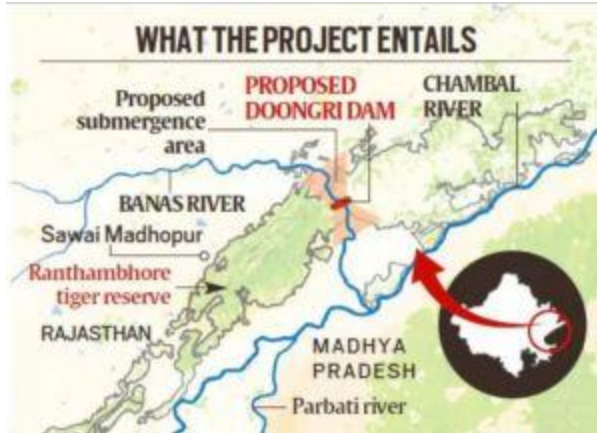 WHAT THE PROJECT ENTAILS
Proposed
submergence
area
PROPOSED
DOONGRI DAM
CHAMBAL
RIVER
BANAS RIVER
Sawai Madhopur
Ranthambhore
tiger reserve
RAJASTHAN
MADHYA
PRADESH
Parbati river